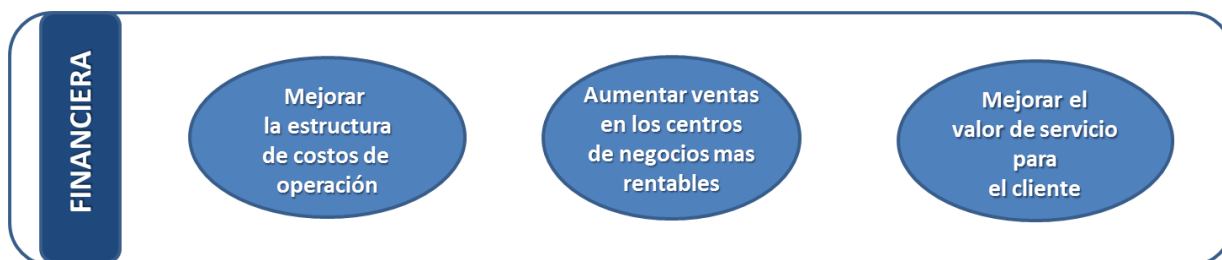 FINANCIERA
Mejorar
la estructura
de costos de
operación
Aumentar ventas
en los centros
de negocios mas
rentables
Mejorar el
valor de servicio
para
el cliente